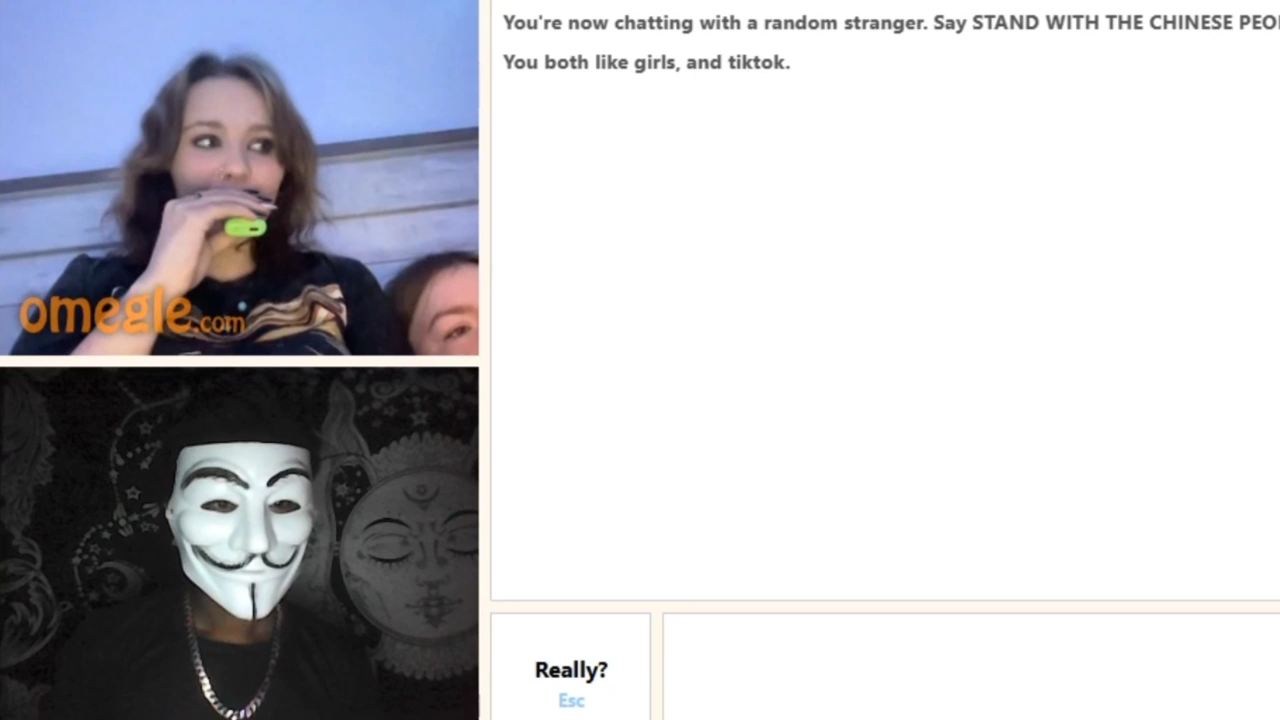 You're now chatting with a random stranger. Say STAND WITH THE CHINESE
You both like girls, and tiktok.
omegle.com
Really?
Esc